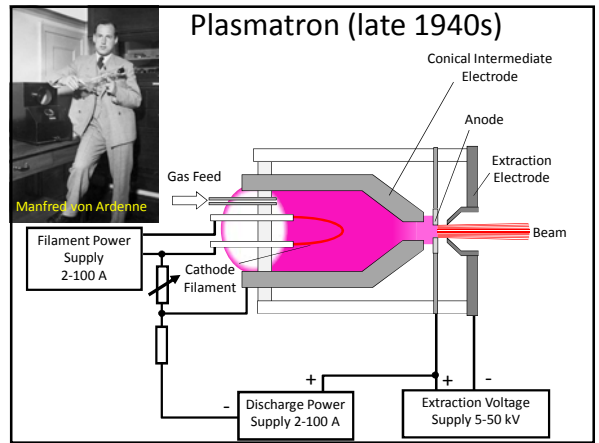 Plasmatron (late 1940s)
Conical Intermediate
Electrode
Anode
Extraction
Electrode
Gas Feed
Manfred von Ardenne
Beam
Filament Power
Supply
2-100 A
Cathode
Filament
+
+
-
-
Discharge Power
Supply 2-100 A
Extraction Voltage
Supply 5-50 kV